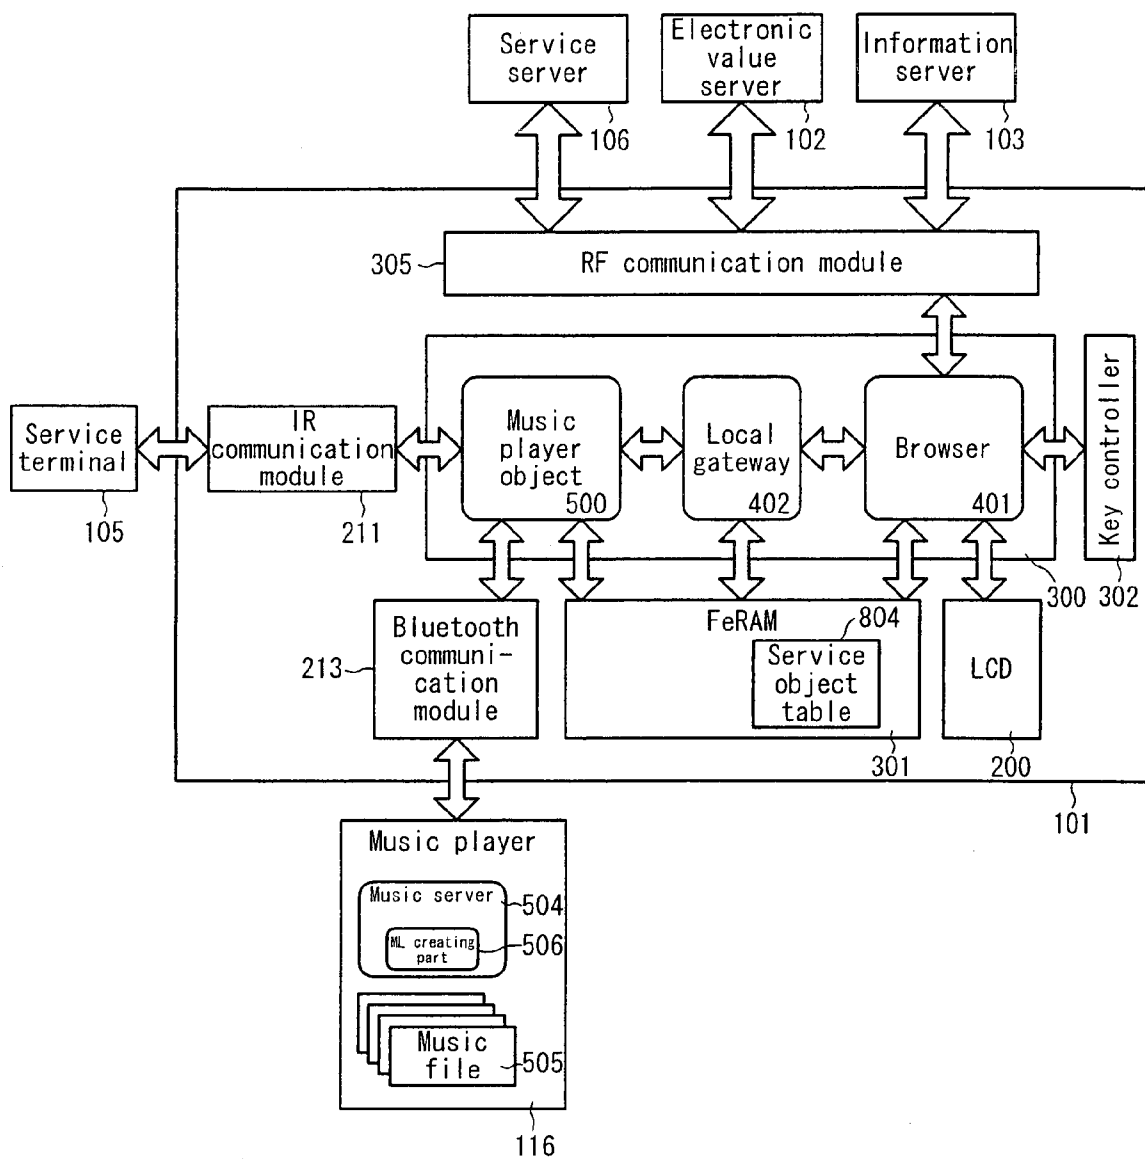 Service
server
106
Electronic
value
server
102
Information
server
103
305
RF communication module
Service
terminal
105
IR
communication
module
211
Music
player
object
500
Local
gateway
402
Browser
401
Key controller
302
300
213
Bluetooth
communi-
cation
module
FeRAM
804
Service
object
table
301
LCD
200
101
Music player
Music server
504
ML creating
part
506
Music
file
505
116